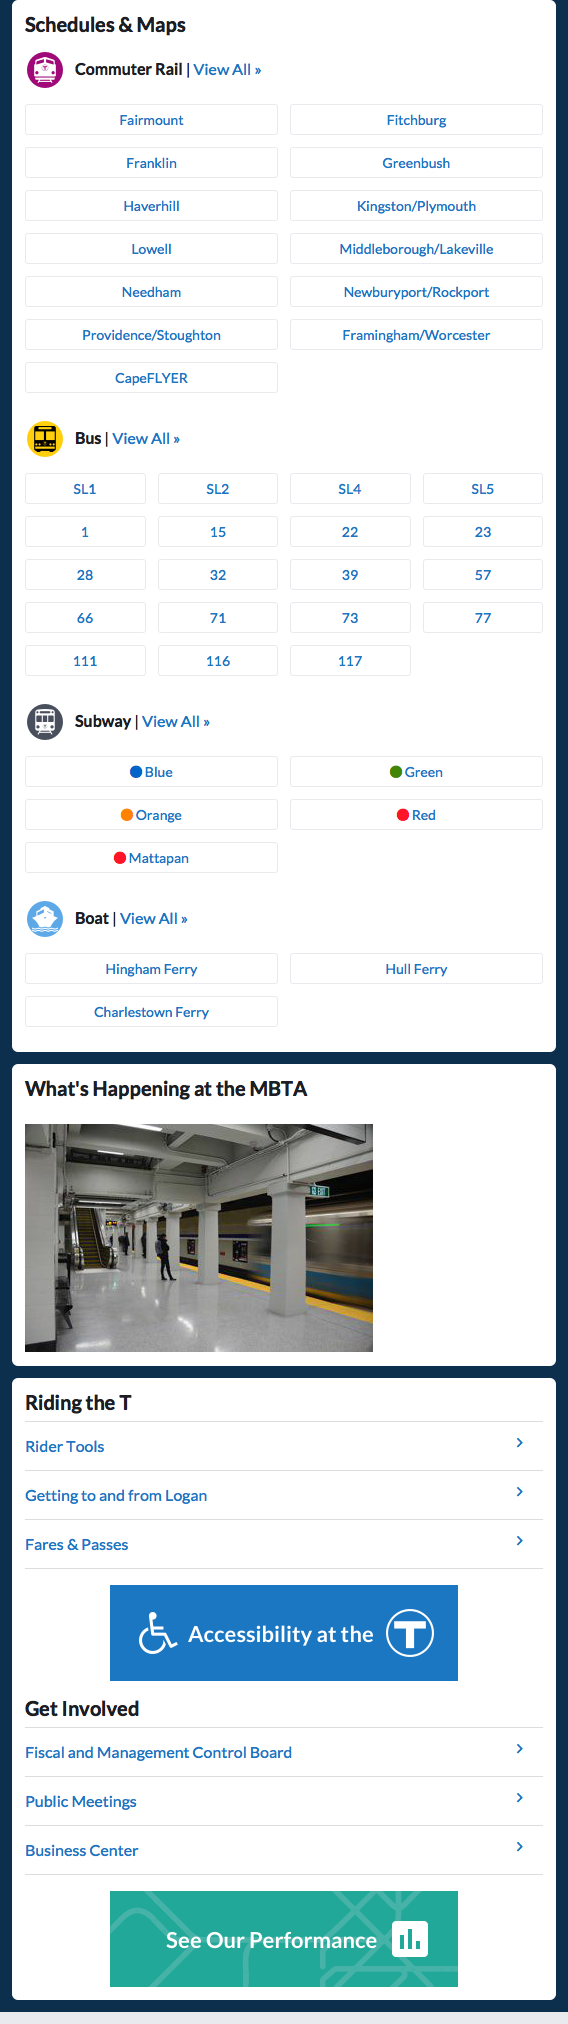 Schedules & Maps
Commuter Rail | View All »
Fairmount Fitchburg
Franklin Greenbush
Haverhill Kingston/Plymouth
Lowell Middleborough/Lakeville
Needham Newburyport/Rockport
Providence/Stoughton Framingham/Worcester
CapeFLYER
Bus | View All »
SL1 SL2 SL4 SL5
1 15 22 23
28 32 39 57
66 71 73 77
111 116 117
Subway | View All »
Blue Green
Orange Red
Mattapan
Boat | View All »
Hingham Ferry Hull Ferry
Charlestown Ferry
What's Happening at the MBTA
Riding the T
Rider Tools
Getting to and from Logan
Fares & Passes
Accessibility at the T
Get Involved
Fiscal and Management Control Board
Public Meetings
Business Center
See Our Performance